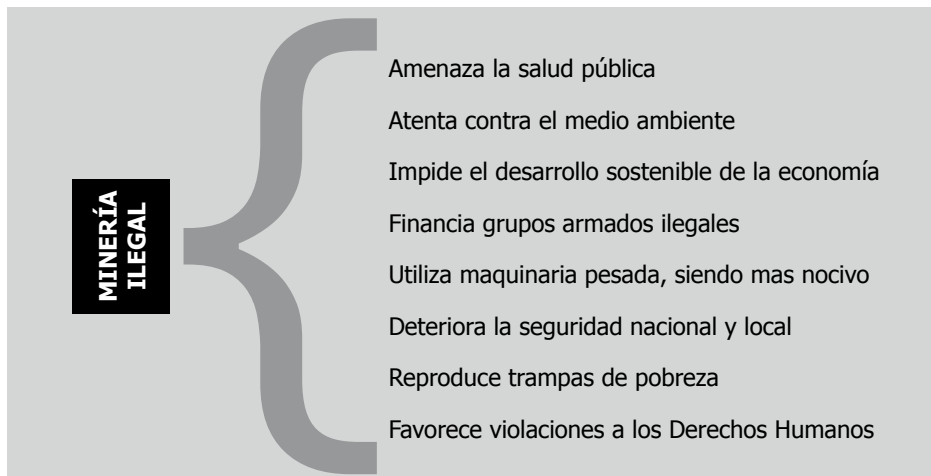 MINERÍA
ILEGAL
Amenaza la salud pública
Atenta contra el medio ambiente
Impide el desarrollo sostenible de la economía
Financia grupos armados ilegales
Utiliza maquinaria pesada, siendo mas nocivo
Deteriora la seguridad nacional y local
Reproduce trampas de pobreza
Favorece violaciones a los Derechos Humanos